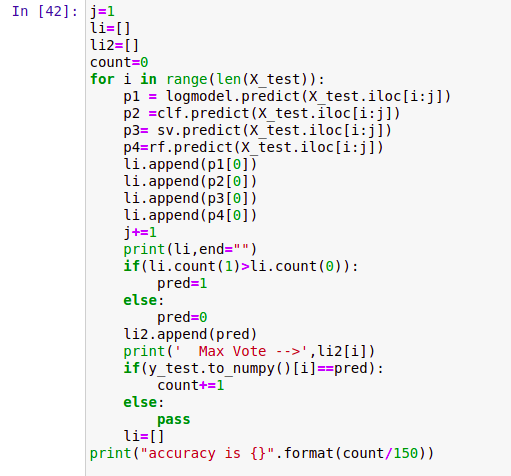 In [42]: j=1
li=[]
li2=[]
count=0
for i in range(len(X_test)):
    p1 = logmodel.predict(X_test.iloc[i:j])
    p2 =clf.predict(X_test.iloc[i:j])
    p3= sv.predict(X_test.iloc[i:j])
    p4=rf.predict(X_test.iloc[i:j])
    li.append(p1[0])
    li.append(p2[0])
    li.append(p3[0])
    li.append(p4[0])
    j+=1
    print(li,end="")
    if(li.count(1)>li.count(0)):
        pred=1
    else:
        pred=0
    li2.append(pred)
    print('  Max Vote -->',li2[i])
    if(y_test.to_numpy()[i]==pred):
        count+=1
    else:
        pass
    li=[]
print("accuracy is {}".format(count/150))